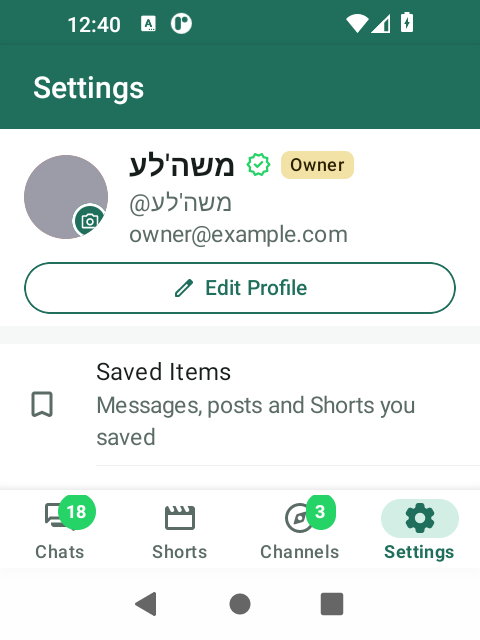 12:40
Settings
משה'לע
Owner
@משה'לע
owner@example.com
Edit Profile
Saved Items
Messages, posts and Shorts you
saved
18
3
Chats
Shorts
Channels
Settings